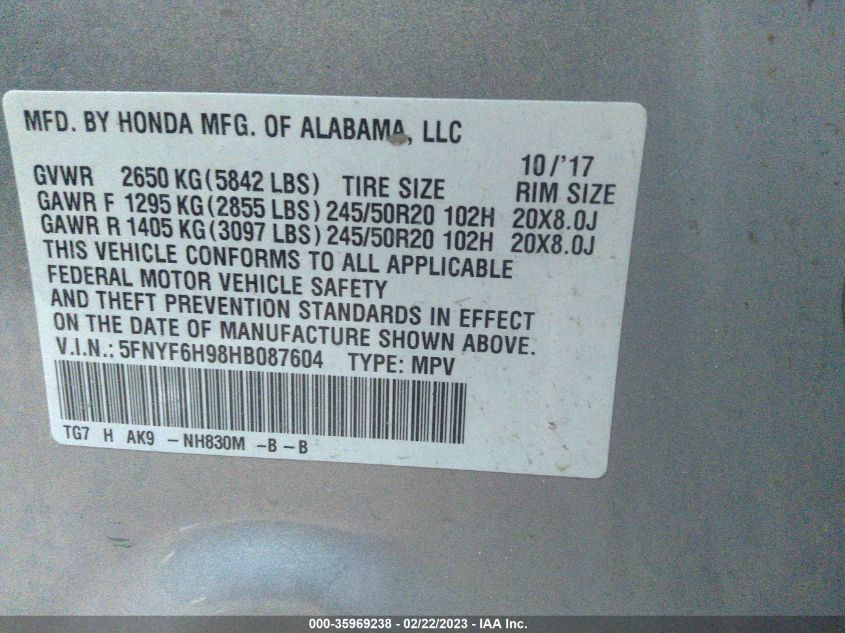 MFD. BY HONDA MFG. OF ALABAMA, LLC
10/'17
GVWR 2650 KG (5842 LBS) TIRE SIZE RIM SIZE
GAWR F 1295 KG (2855 LBS) 245/50R20 102H 20X8.0J
GAWR R 1405 KG (3097 LBS) 245/50R20 102H 20X8.0J
THIS VEHICLE CONFORMS TO ALL APPLICABLE
FEDERAL MOTOR VEHICLE SAFETY
AND THEFT PREVENTION STANDARDS IN EFFECT
ON THE DATE OF MANUFACTURE SHOWN ABOVE.
V.I.N.: 5FNYF6H98HB087604 TYPE: MPV
TG7 H AK9 - NH830M - B - B
000-35969238 - 02/22/2023 - IAA Inc.